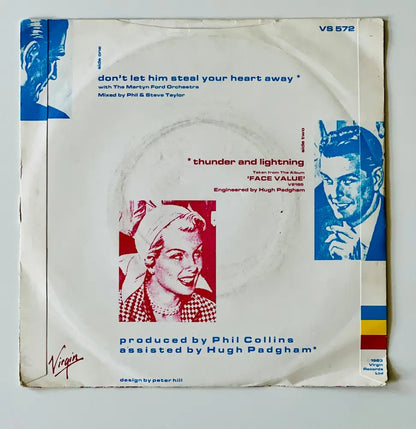 VS 572
side one
don't let him steal your heart away *
with The Martyn Ford Orchestra
Mixed by Phil & Steve Taylor
side two
* thunder and lightning
Taken from The Album
'FACE VALUE'
V2185
Engineered by Hugh Padgham
produced by Phil Collins
assisted by Hugh Padgham*
Virgin
design by peter hill
1983
Virgin
Records
Ltd